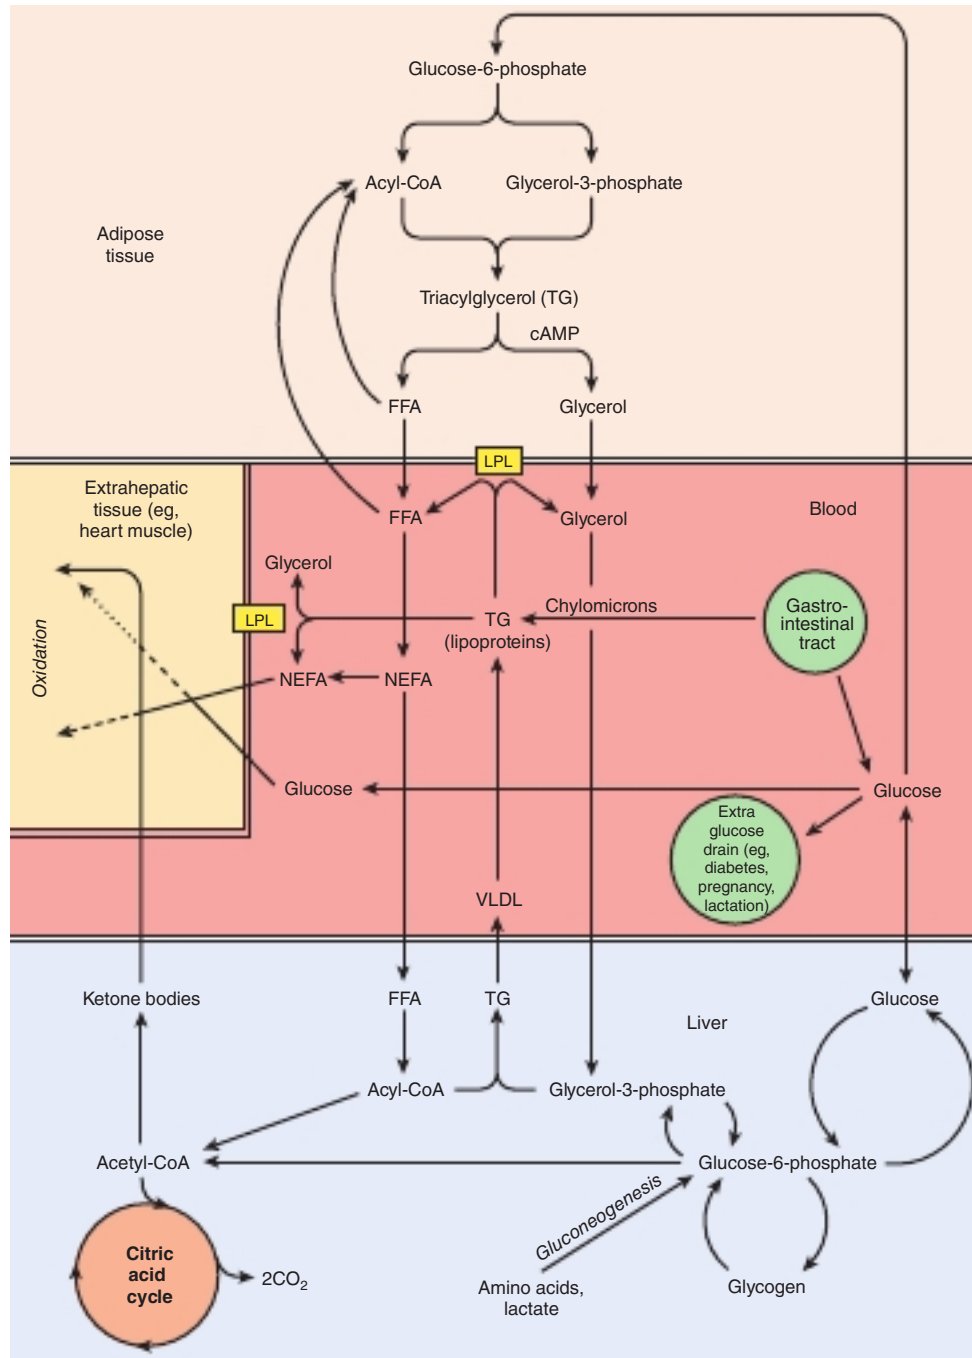 Glucose-6-phosphate
Acyl-CoA
Glycerol-3-phosphate
Adipose
tissue
Triacylglycerol (TG)
cAMP
FFA
Glycerol
LPL
Extrahepatic
tissue (eg,
heart muscle)
Blood
FFA
Glycerol
Glycerol
Chylomicrons
Gastro-
intestinal
tract
LPL
TG
(lipoproteins)
Oxidation
NEFA
NEFA
Glucose
Glucose
Extra
glucose
drain (eg,
diabetes,
pregnancy,
lactation)
VLDL
Ketone bodies
FFA
TG
Glucose
Liver
Acyl-CoA
Glycerol-3-phosphate
Acetyl-CoA
Glucose-6-phosphate
Gluconeogenesis
Citric
acid
cycle
2CO₂
Amino acids,
lactate
Glycogen